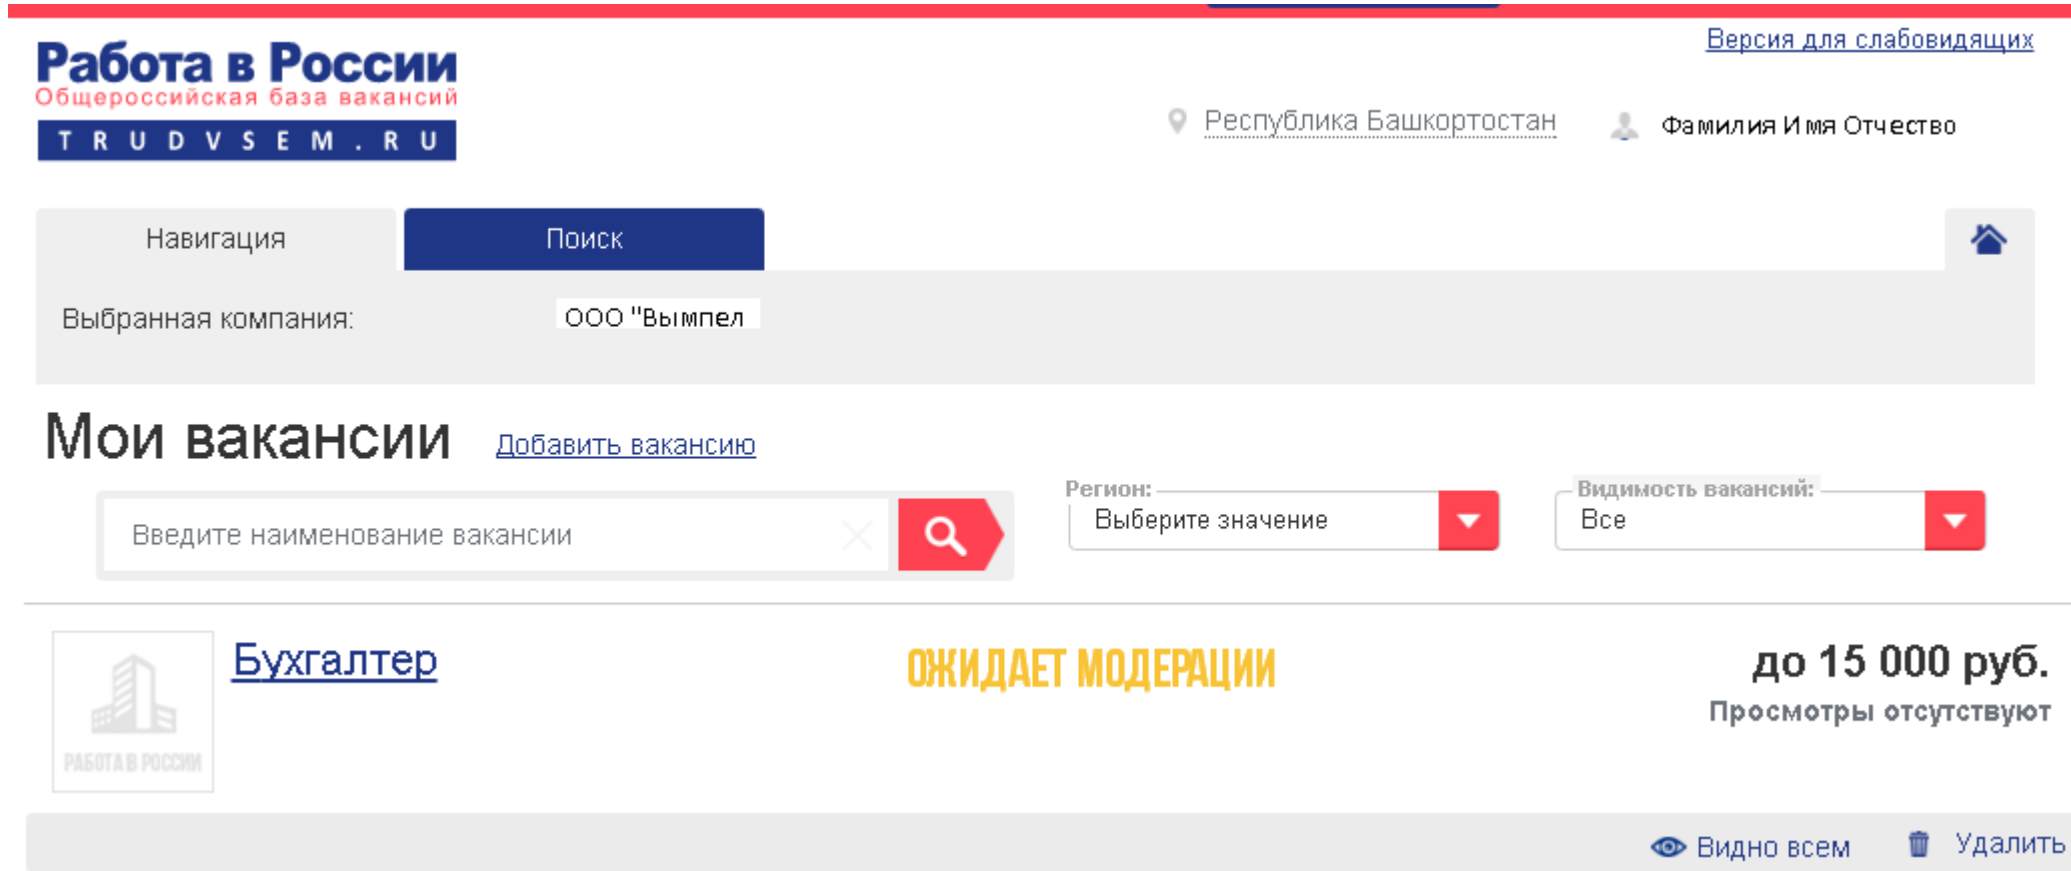 Версия для слабовидящих
Работа в России
Общероссийская база вакансий
TRUDVSEM.RU
Республика Башкортостан
Фамилия Имя Отчество
Навигация
Поиск
Выбранная компания:
ООО "Вымпел
Мои вакансии
Добавить вакансию
Введите наименование вакансии
Регион:
Выберите значение
Видимость вакансий:
Все
Бухгалтер
ОЖИДАЕТ МОДЕРАЦИИ
до 15 000 руб.
Просмотры отсутствуют
РАБОТА В РОССИИ
Видно всем
Удалить